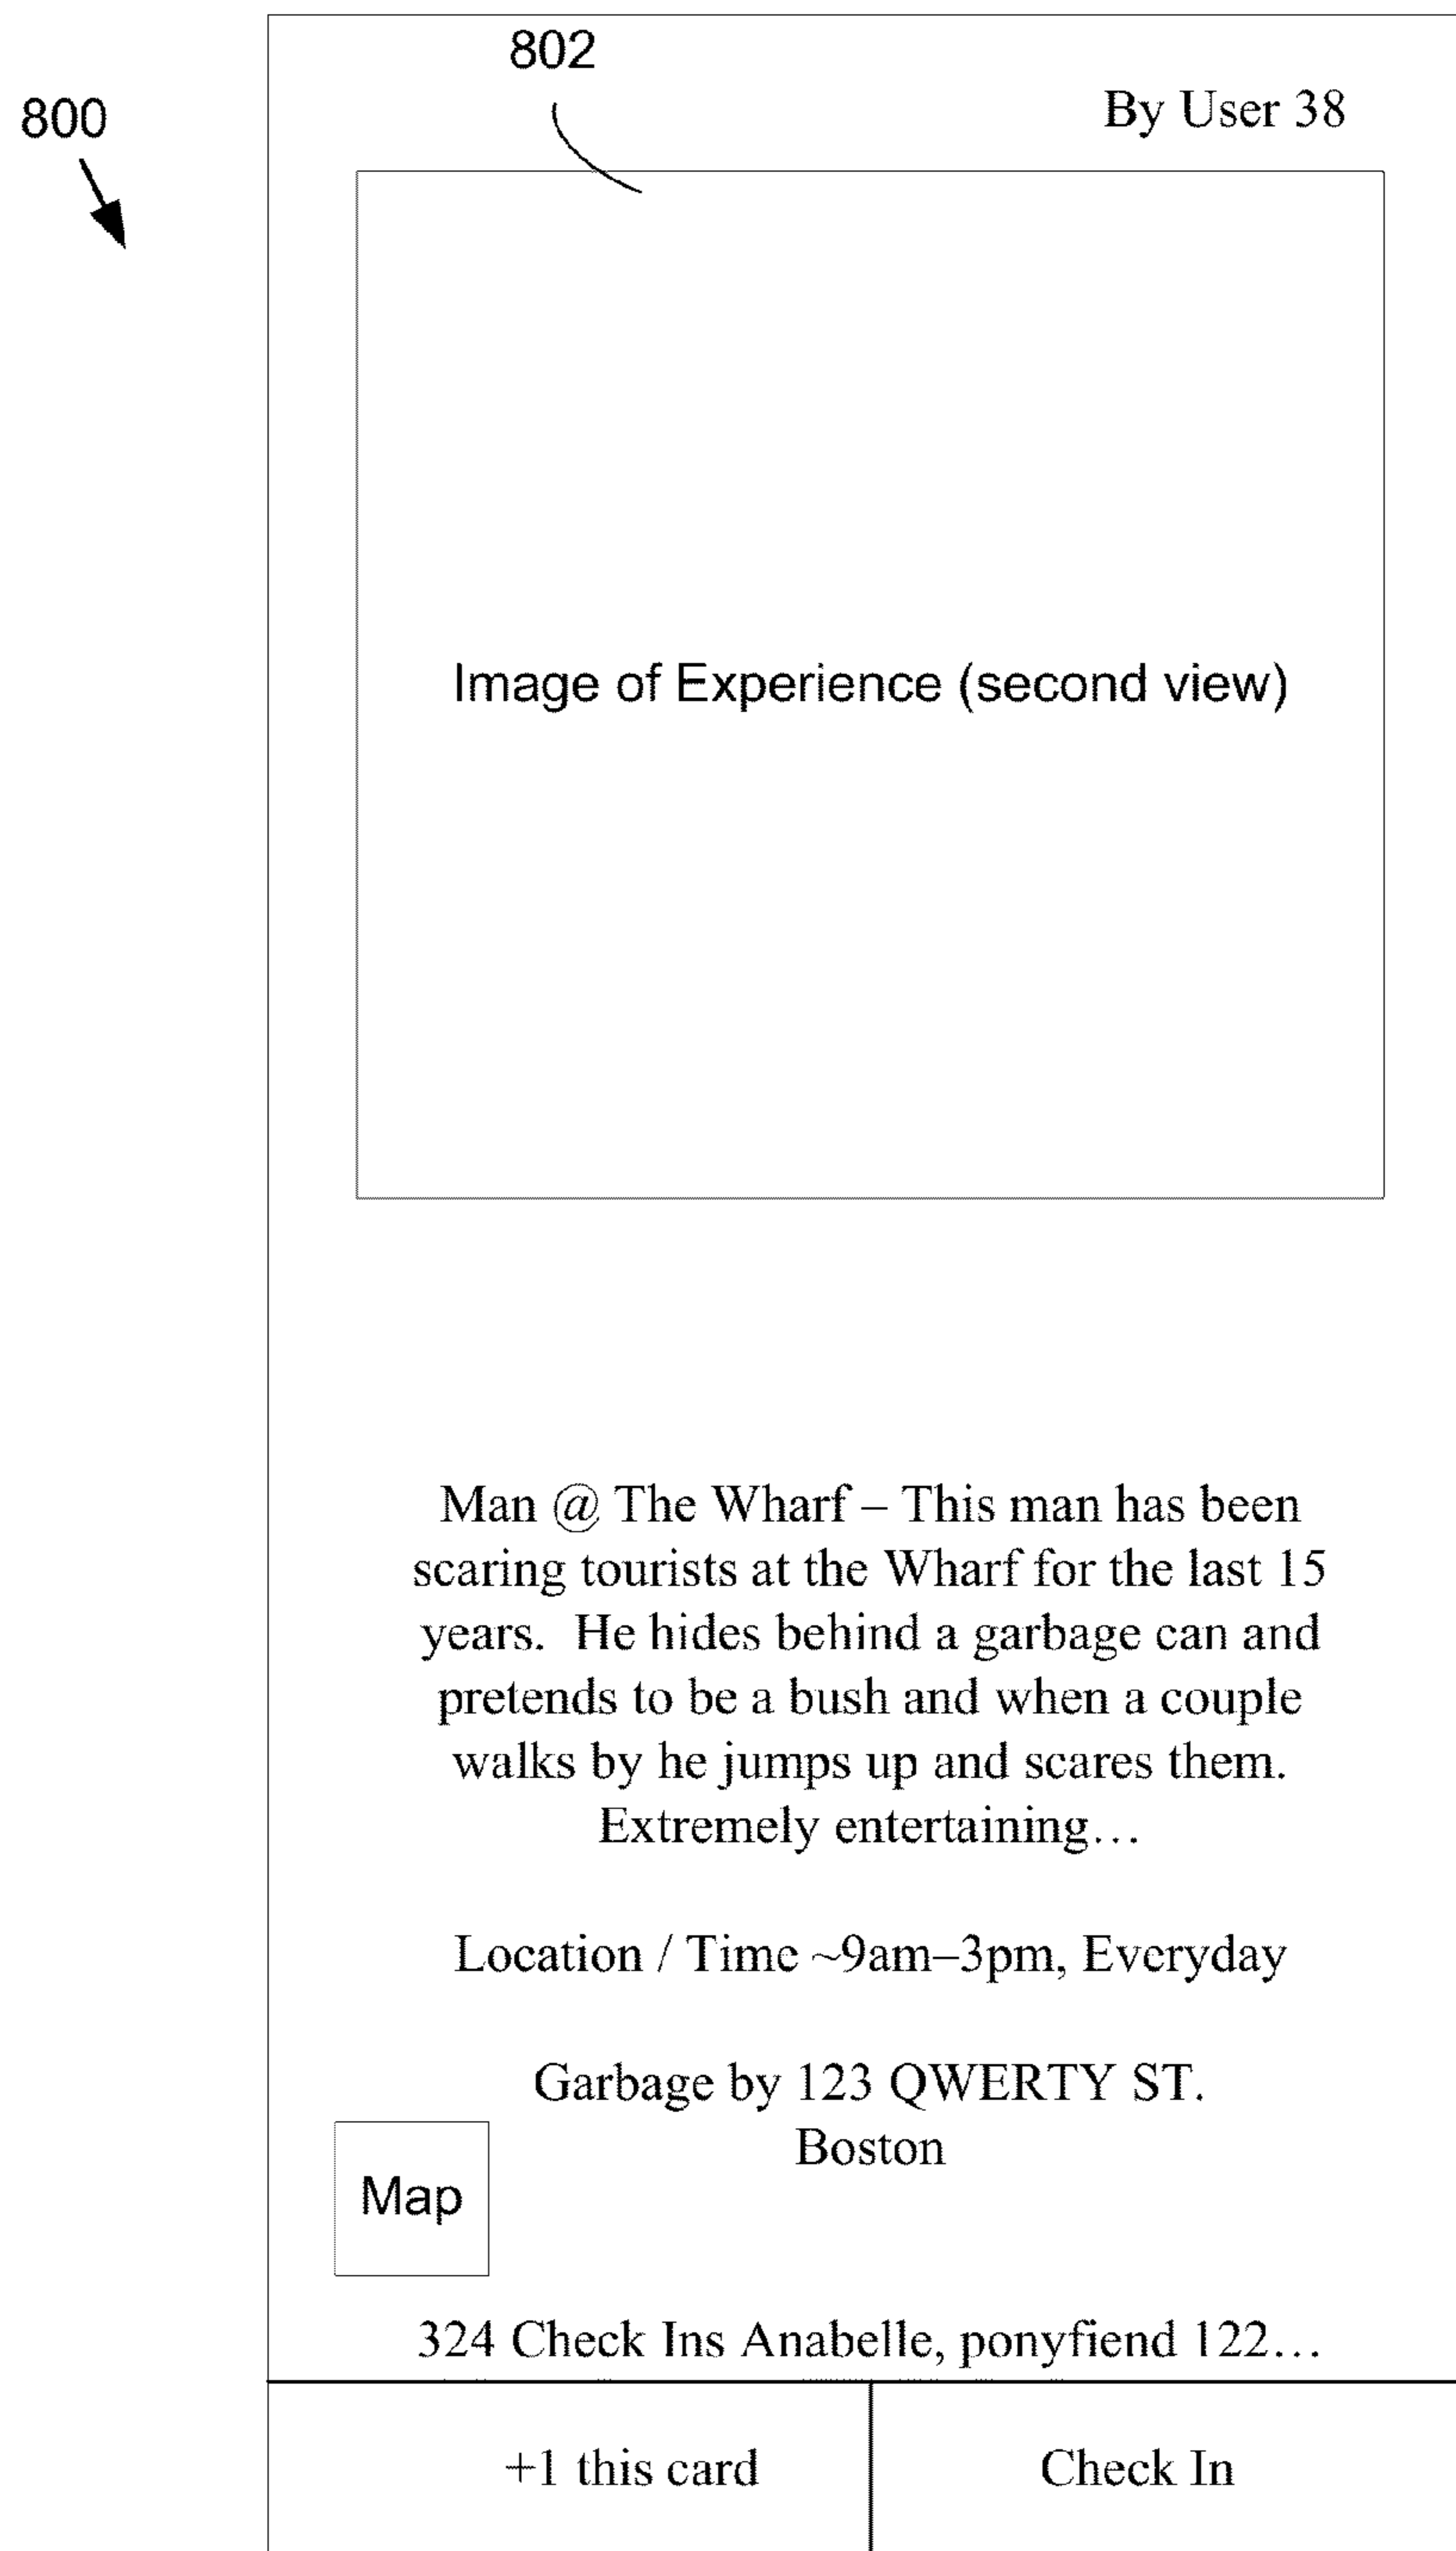 802
800
By User 38
Image of Experience (second view)
Man @ The Wharf – This man has been
scaring tourists at the Wharf for the last 15
years.  He hides behind a garbage can and
pretends to be a bush and when a couple
walks by he jumps up and scares them.
Extremely entertaining…
Location / Time ~9am–3pm, Everyday
Garbage by 123 QWERTY ST.
Boston
Map
324 Check Ins Anabelle, ponyfiend 122…
+1 this card
Check In